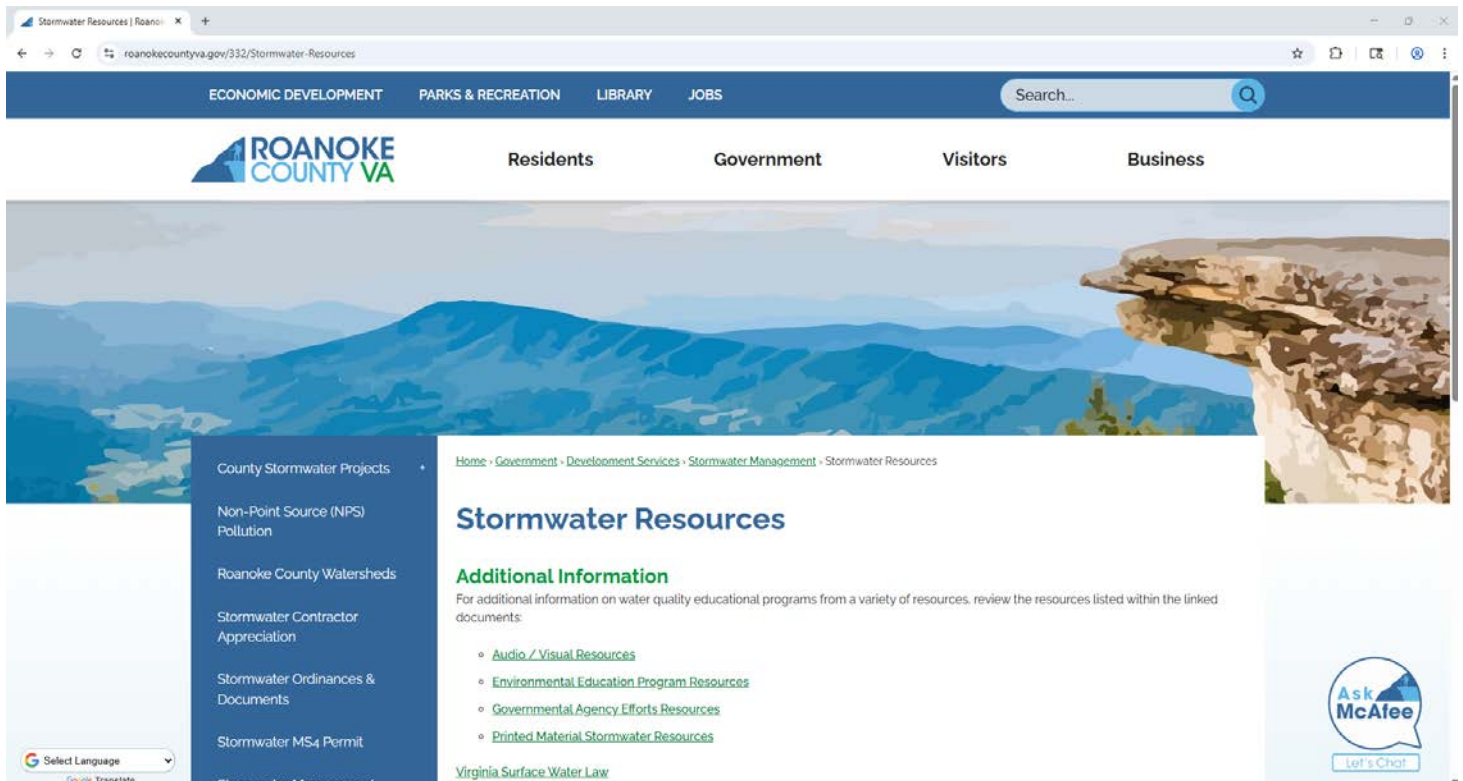 Stormwater Resources | Roano
roanokecountyva.gov/332/Stormwater-Resources
ECONOMIC DEVELOPMENT PARKS & RECREATION LIBRARY JOBS Search...
ROANOKE
COUNTY VA
Residents Government Visitors Business
County Stormwater Projects +
Non-Point Source (NPS)
Pollution
Roanoke County Watersheds
Stormwater Contractor
Appreciation
Stormwater Ordinances &
Documents
Stormwater MS4 Permit
Home › Government › Development Services › Stormwater Management › Stormwater Resources
Stormwater Resources
Additional Information
For additional information on water quality educational programs from a variety of resources, review the resources listed within the linked
documents:
Audio / Visual Resources
Environmental Education Program Resources
Governmental Agency Efforts Resources
Printed Material Stormwater Resources
Virginia Surface Water Law
Ask
McAfee
Let's Chat
Select Language